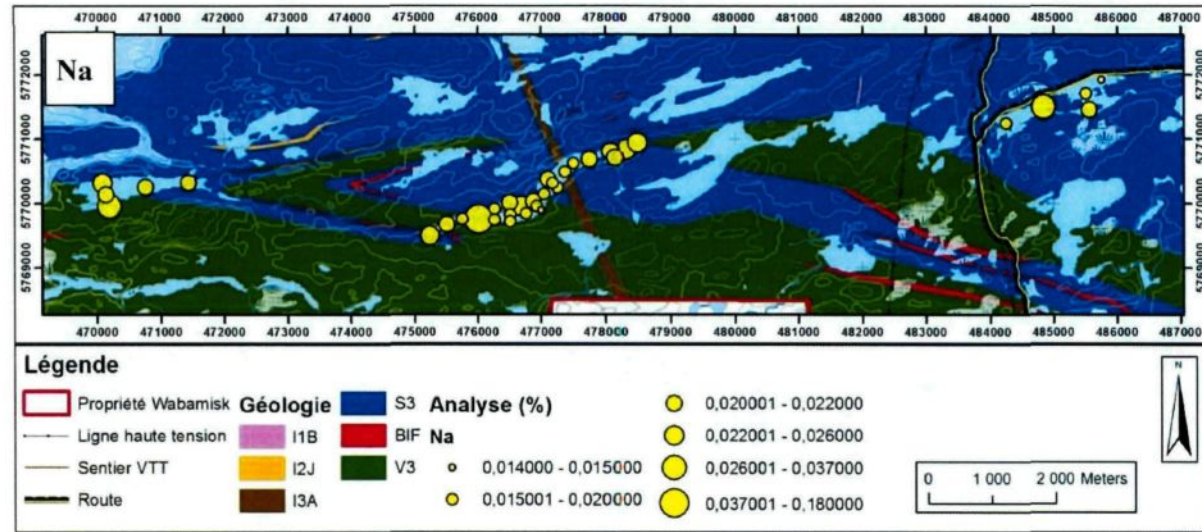 470000 471000 472000 473000 474000 475000 476000 477000 478000 479000 480000 481000 482000 483000 484000 485000 486000 487000
Na
5772000 5772000
5771000 5771000
5770000 5770000
5769000 5769000
470000 471000 472000 473000 474000 475000 476000 477000 478000 479000 480000 481000 482000 483000 484000 485000 486000 487000
Légende
Propriété Wabamisk Géologie S3 Analyse (%) 0,020001 - 0,022000
Ligne haute tension I1B BIF Na 0,022001 - 0,026000
Sentier VTT I2J V3 0,014000 - 0,015000 0,026001 - 0,037000
Route I3A 0,015001 - 0,020000 0,037001 - 0,180000
N
0 1 000 2 000 Meters